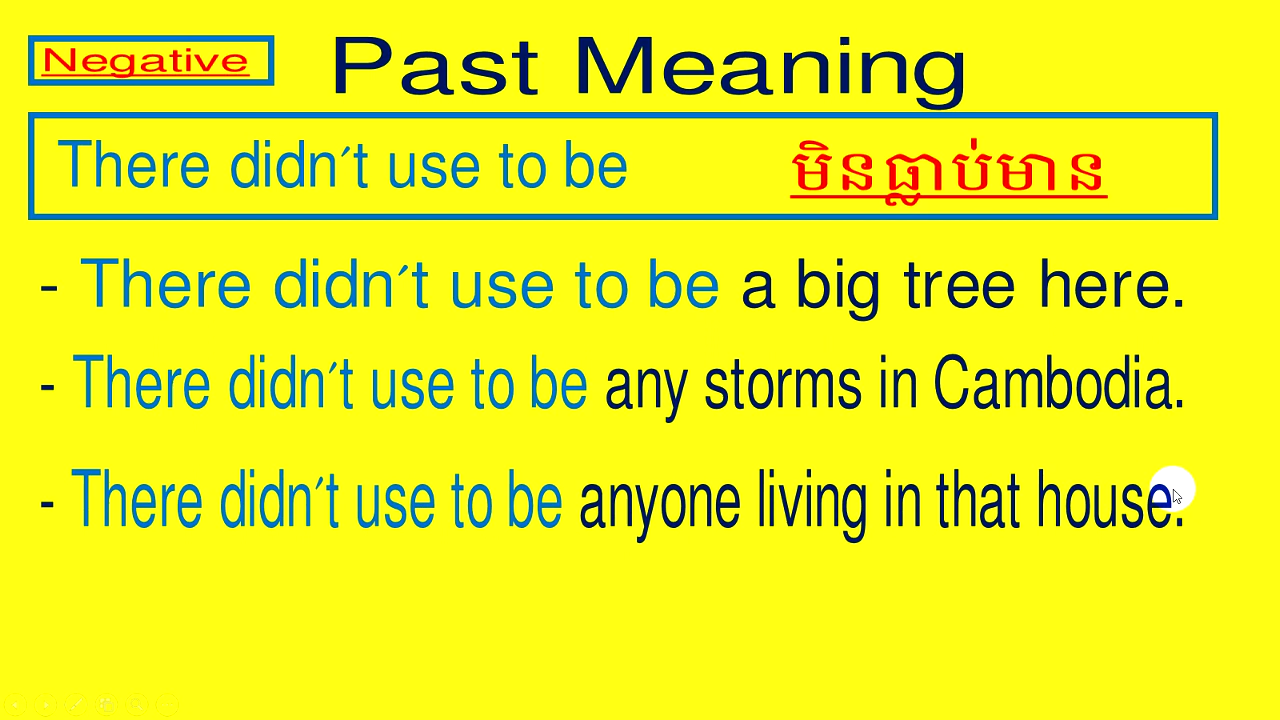 Negative
Past Meaning
There didn´t use to be មិនធ្លាប់មាន
- There didn´t use to be a big tree here.
- There didn´t use to be any storms in Cambodia.
- There didn´t use to be anyone living in that house.